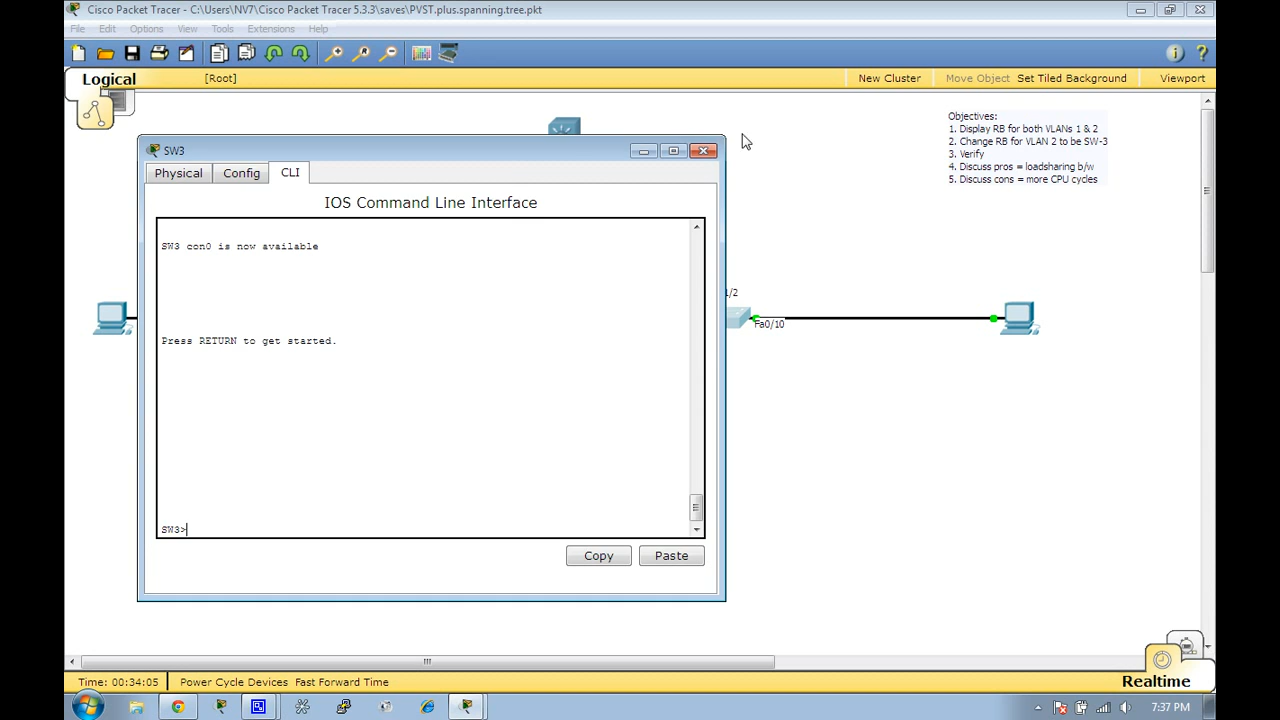 Cisco Packet Tracer - C:\Users\NV7\Cisco Packet Tracer 5.3.3\saves\PVST.plus.spanning.tree.pkt
File Edit Options View Tools Extensions Help
Logical
[Root]
New Cluster
Move Object
Set Tiled Background
Viewport
Objectives:
1. Display RB for both VLANs 1 & 2
2. Change RB for VLAN 2 to be SW-3
3. Verify
4. Discuss pros = loadsharing b/w
5. Discuss cons = more CPU cycles
SW3
Physical Config CLI
IOS Command Line Interface
SW3 con0 is now available
Press RETURN to get started.
SW3>
Copy
Paste
1/2
Fa0/10
Time: 00:34:05
Power Cycle Devices Fast Forward Time
Realtime
7:37 PM